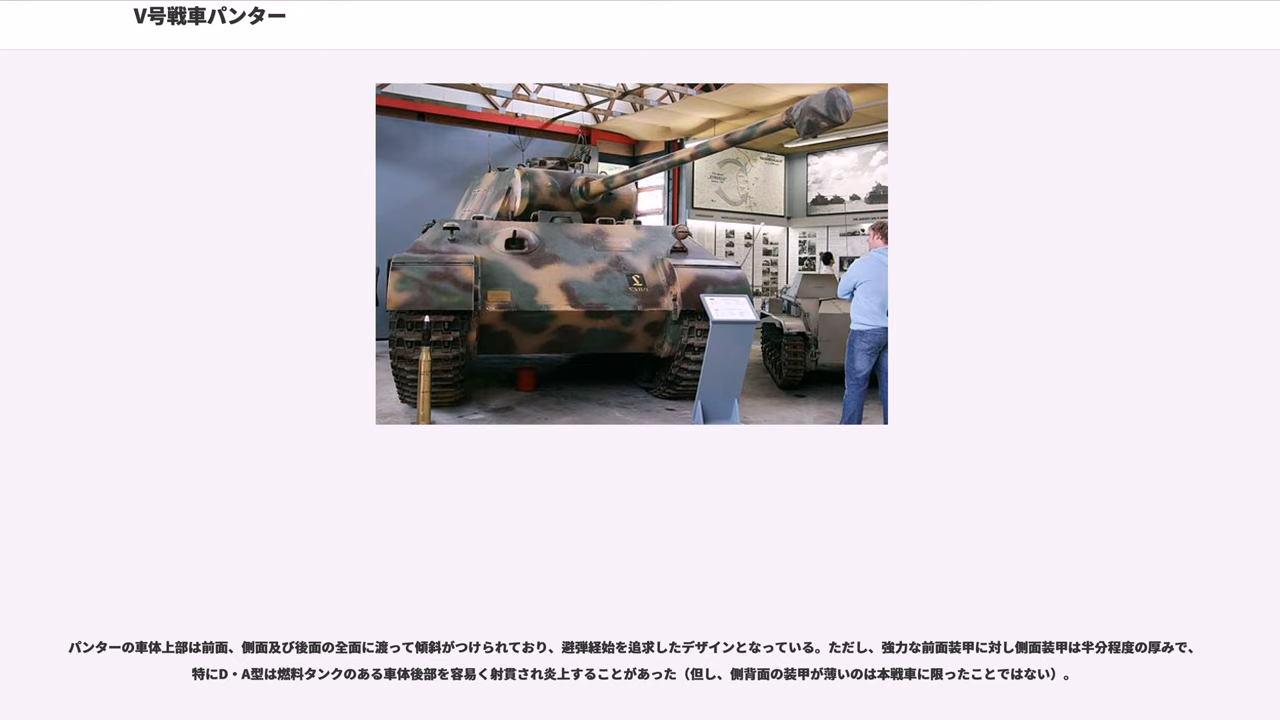 V号戦車パンター
パンターの車体上部は前面、側面及び後面の全面に渡って傾斜がつけられており、避弾経始を追求したデザインとなっている。ただし、強力な前面装甲に対し側面装甲は半分程度の厚みで、
特にD・A型は燃料タンクのある車体後部を容易く射貫され炎上することがあった（但し、側背面の装甲が薄いのは本戦車に限ったことではない）。